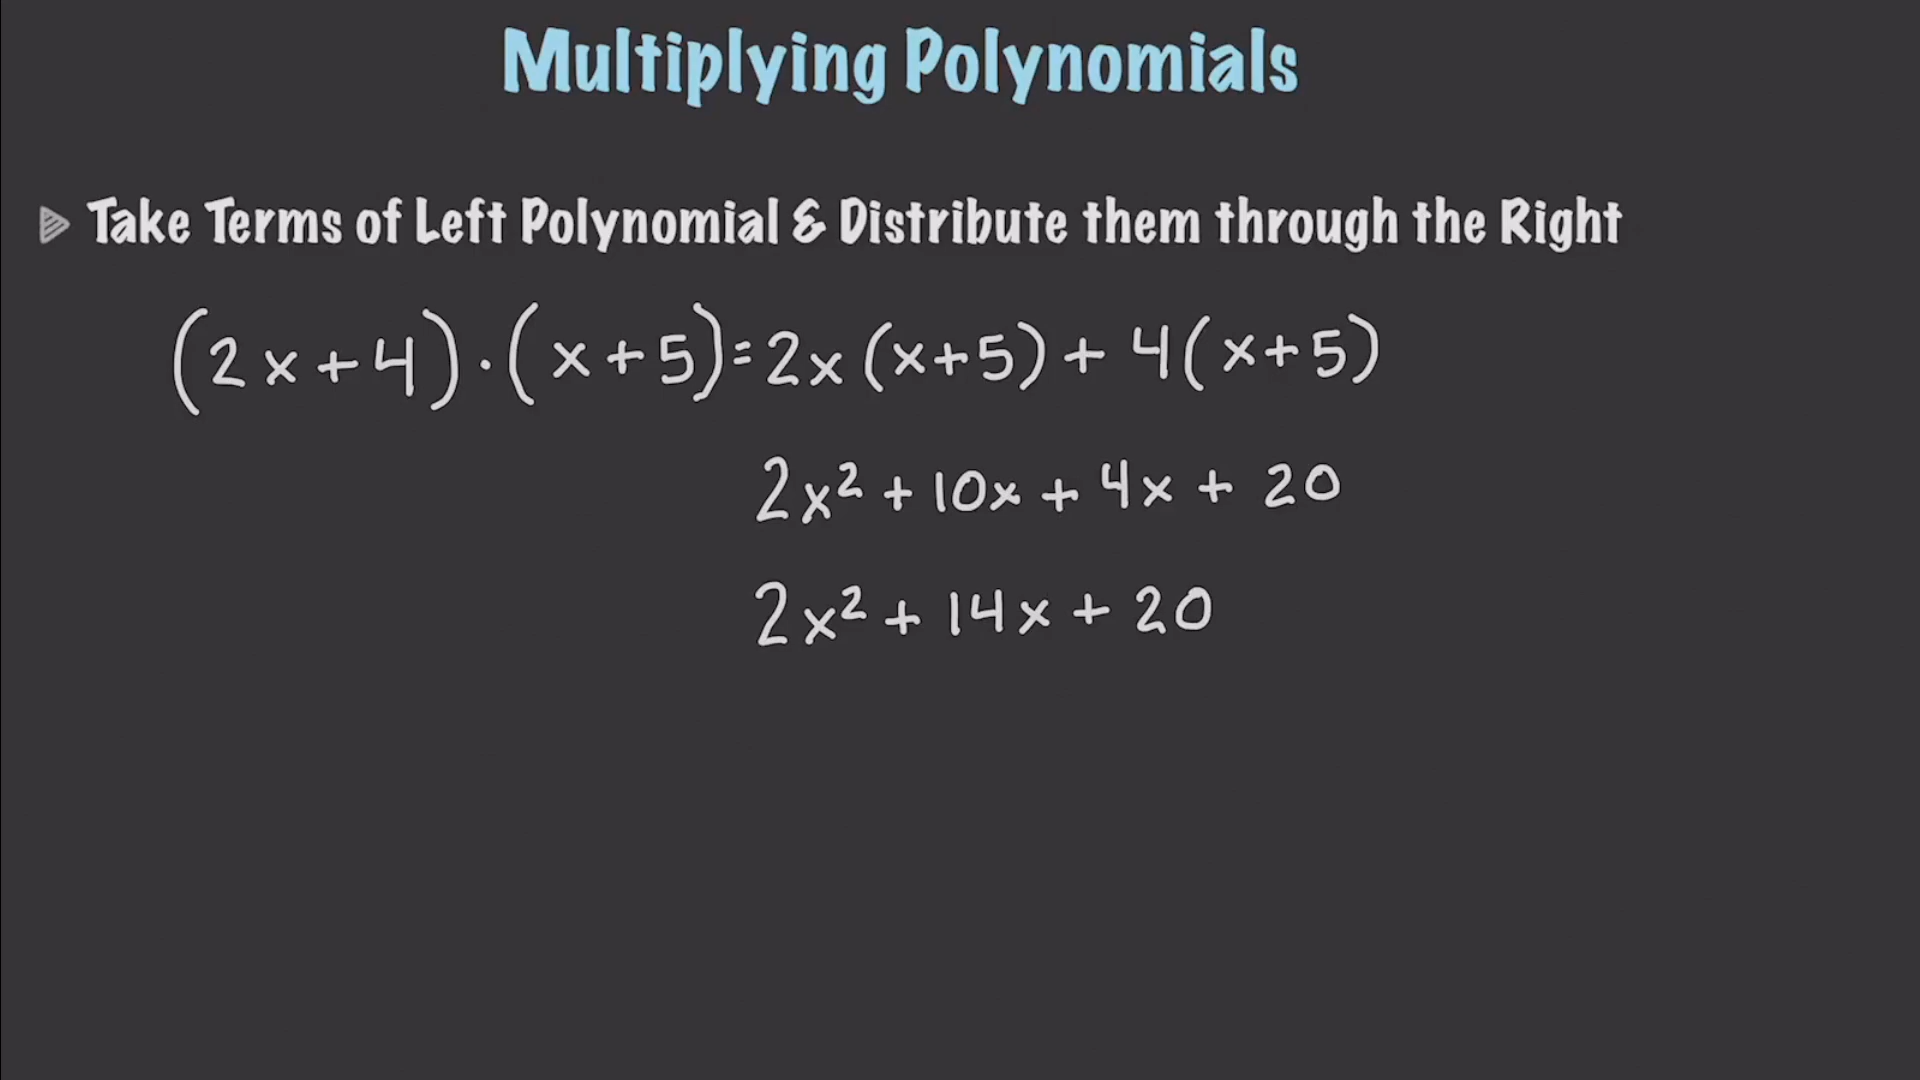 Multiplying Polynomials
Take Terms of Left Polynomial & Distribute them through the Right
(2x+4)·(x+5)=2x(x+5)+4(x+5)
2x²+10x+4x+20
2x²+14x+20